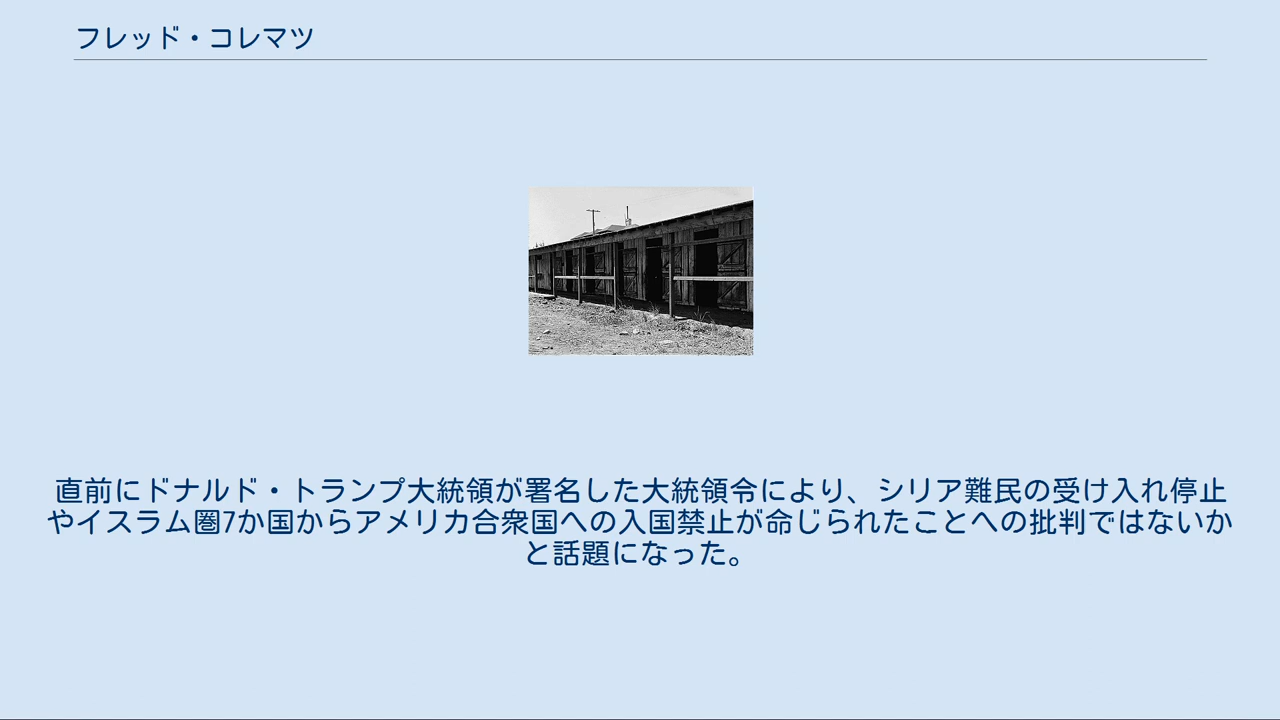 フレッド・コレマツ
直前にドナルド・トランプ大統領が署名した大統領令により、シリア難民の受け入れ停止
やイスラム圏7か国からアメリカ合衆国への入国禁止が命じられたことへの批判ではないか
と話題になった。